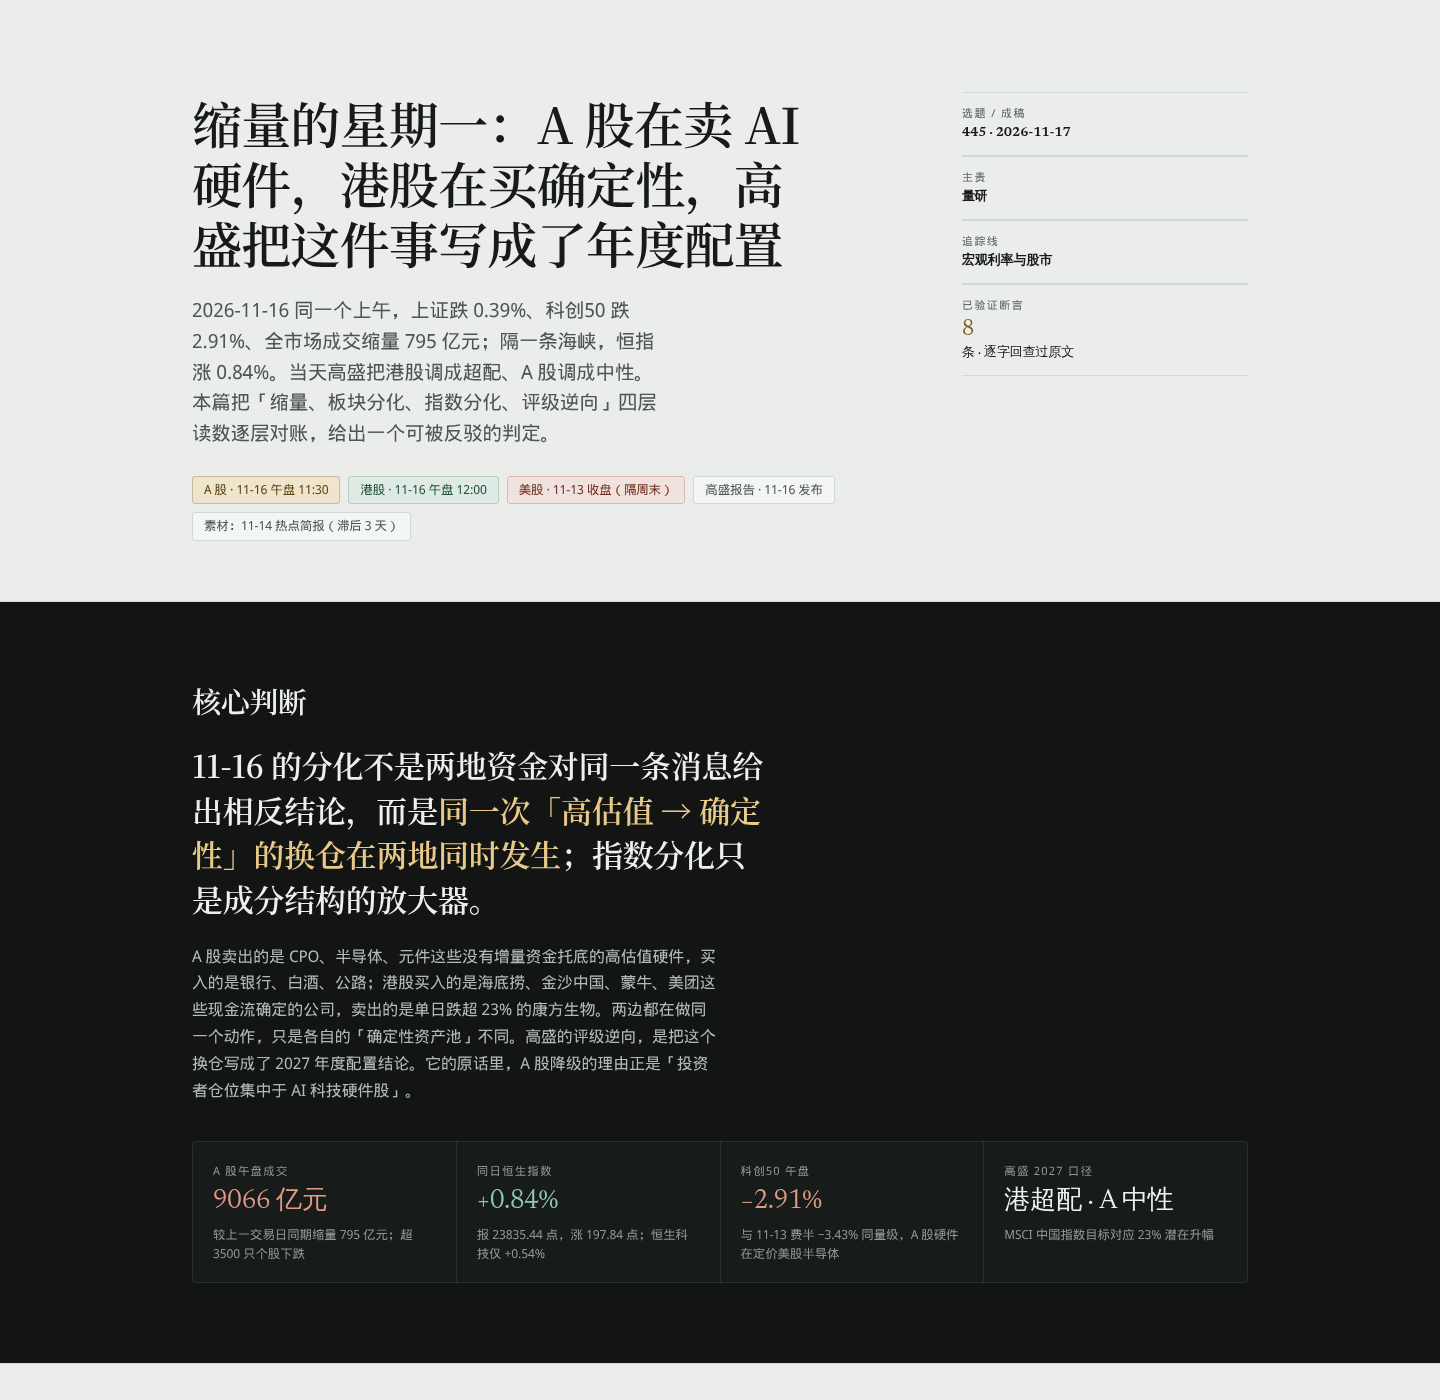 缩量的星期一：A 股在卖 AI
硬件，港股在买确定性，高
盛把这件事写成了年度配置
2026-11-16 同一个上午，上证跌 0.39%、科创50 跌
2.91%、全市场成交缩量 795 亿元；隔一条海峡，恒指
涨 0.84%。当天高盛把港股调成超配、A 股调成中性。
本篇把「缩量、板块分化、指数分化、评级逆向」四层
读数逐层对账，给出一个可被反驳的判定。
A 股 · 11-16 午盘 11:30
港股 · 11-16 午盘 12:00
美股 · 11-13 收盘（隔周末）
高盛报告 · 11-16 发布
素材：11-14 热点简报（滞后 3 天）
选题 / 成稿
445 · 2026-11-17
主责
量研
追踪线
宏观利率与股市
已验证断言
8
条 · 逐字回查过原文
核心判断
11-16 的分化不是两地资金对同一条消息给
出相反结论，而是同一次「高估值 → 确定
性」的换仓在两地同时发生；指数分化只
是成分结构的放大器。
A 股卖出的是 CPO、半导体、元件这些没有增量资金托底的高估值硬件，买
入的是银行、白酒、公路；港股买入的是海底捞、金沙中国、蒙牛、美团这
些现金流确定的公司，卖出的是单日跌超 23% 的康方生物。两边都在做同
一个动作，只是各自的「确定性资产池」不同。高盛的评级逆向，是把这个
换仓写成了 2027 年度配置结论。它的原话里，A 股降级的理由正是「投资
者仓位集中于 AI 科技硬件股」。
A 股午盘成交
9066 亿元
较上一交易日同期缩量 795 亿元；超
3500 只个股下跌
同日恒生指数
+0.84%
报 23835.44 点，涨 197.84 点；恒生科
技仅 +0.54%
科创50 午盘
−2.91%
与 11-13 费半 −3.43% 同量级，A 股硬件
在定价美股半导体
高盛 2027 口径
港超配 · A 中性
MSCI 中国指数目标对应 23% 潜在升幅